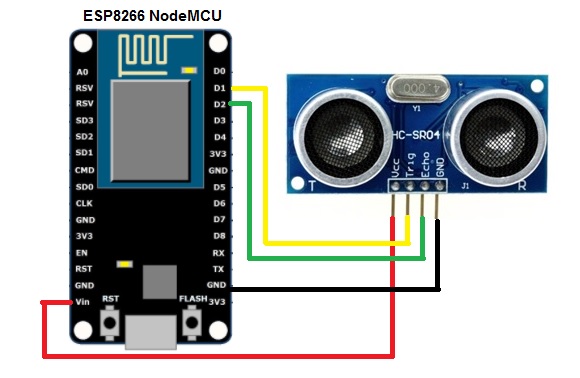 ESP8266 NodeMCU
A0
RSV
RSV
SD3
SD2
SD1
CMD
SD0
CLK
GND
3V3
EN
RST
GND
Vin
D0
D1
D2
D3
D4
3V3
GND
D5
D6
D7
D8
RX
TX
GND
3V3
RST
FLASH
4.000
Y1
HC-SR04
Vcc
Trig
Echo
GND
T
J1
R